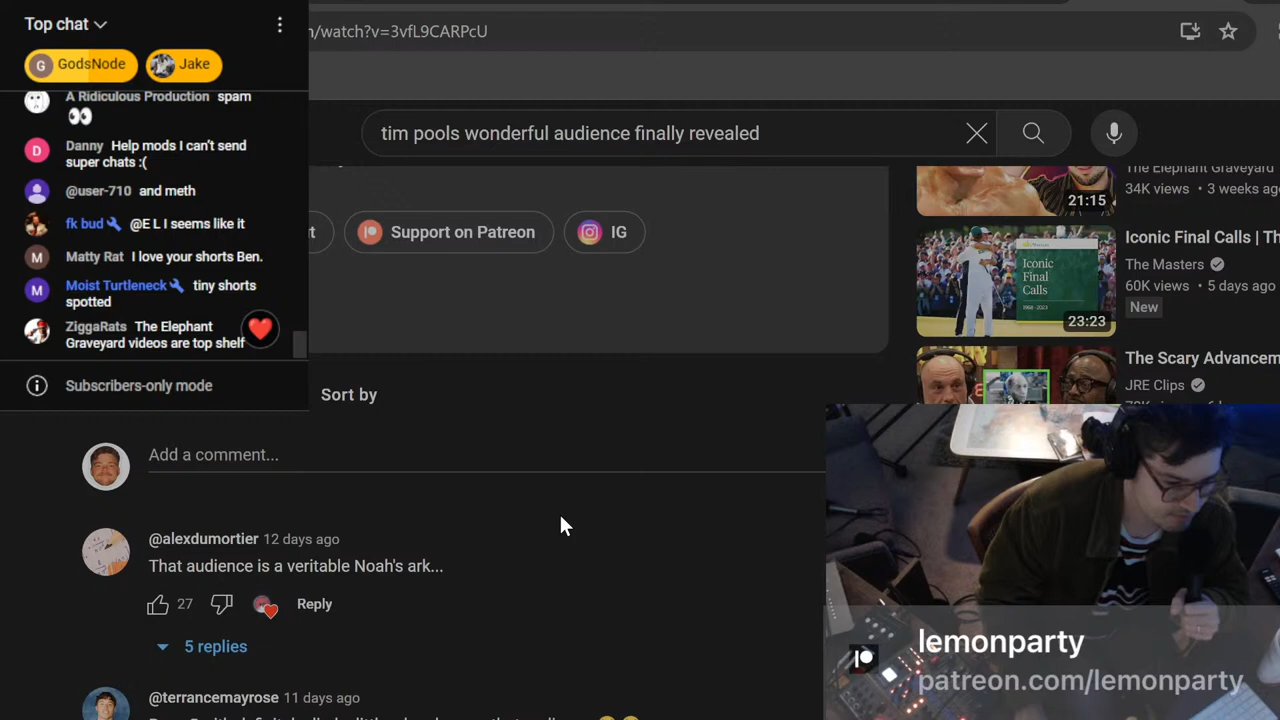 Top chat
n/watch?v=3vfL9CARPcU
G GodsNode Jake
A Ridiculous Production spam
D Danny Help mods I can't send
super chats :(
@user-710 and meth
fk bud @E L I seems like it
M Matty Rat I love your shorts Ben.
M Moist Turtleneck tiny shorts
spotted
ZiggaRats The Elephant
Graveyard videos are top shelf
Subscribers-only mode
tim pools wonderful audience finally revealed
Support on Patreon
IG
Sort by
Add a comment...
@alexdumortier 12 days ago
That audience is a veritable Noah's ark...
27 Reply
5 replies
@terrancemayrose 11 days ago
The Elephant Graveyard
34K views • 3 weeks ag
21:15
Iconic Final Calls | Th
The Masters
60K views • 5 days ago
New
Iconic
Final
Calls
23:23
The Scary Advancem
JRE Clips
lemonparty
patreon.com/lemonparty